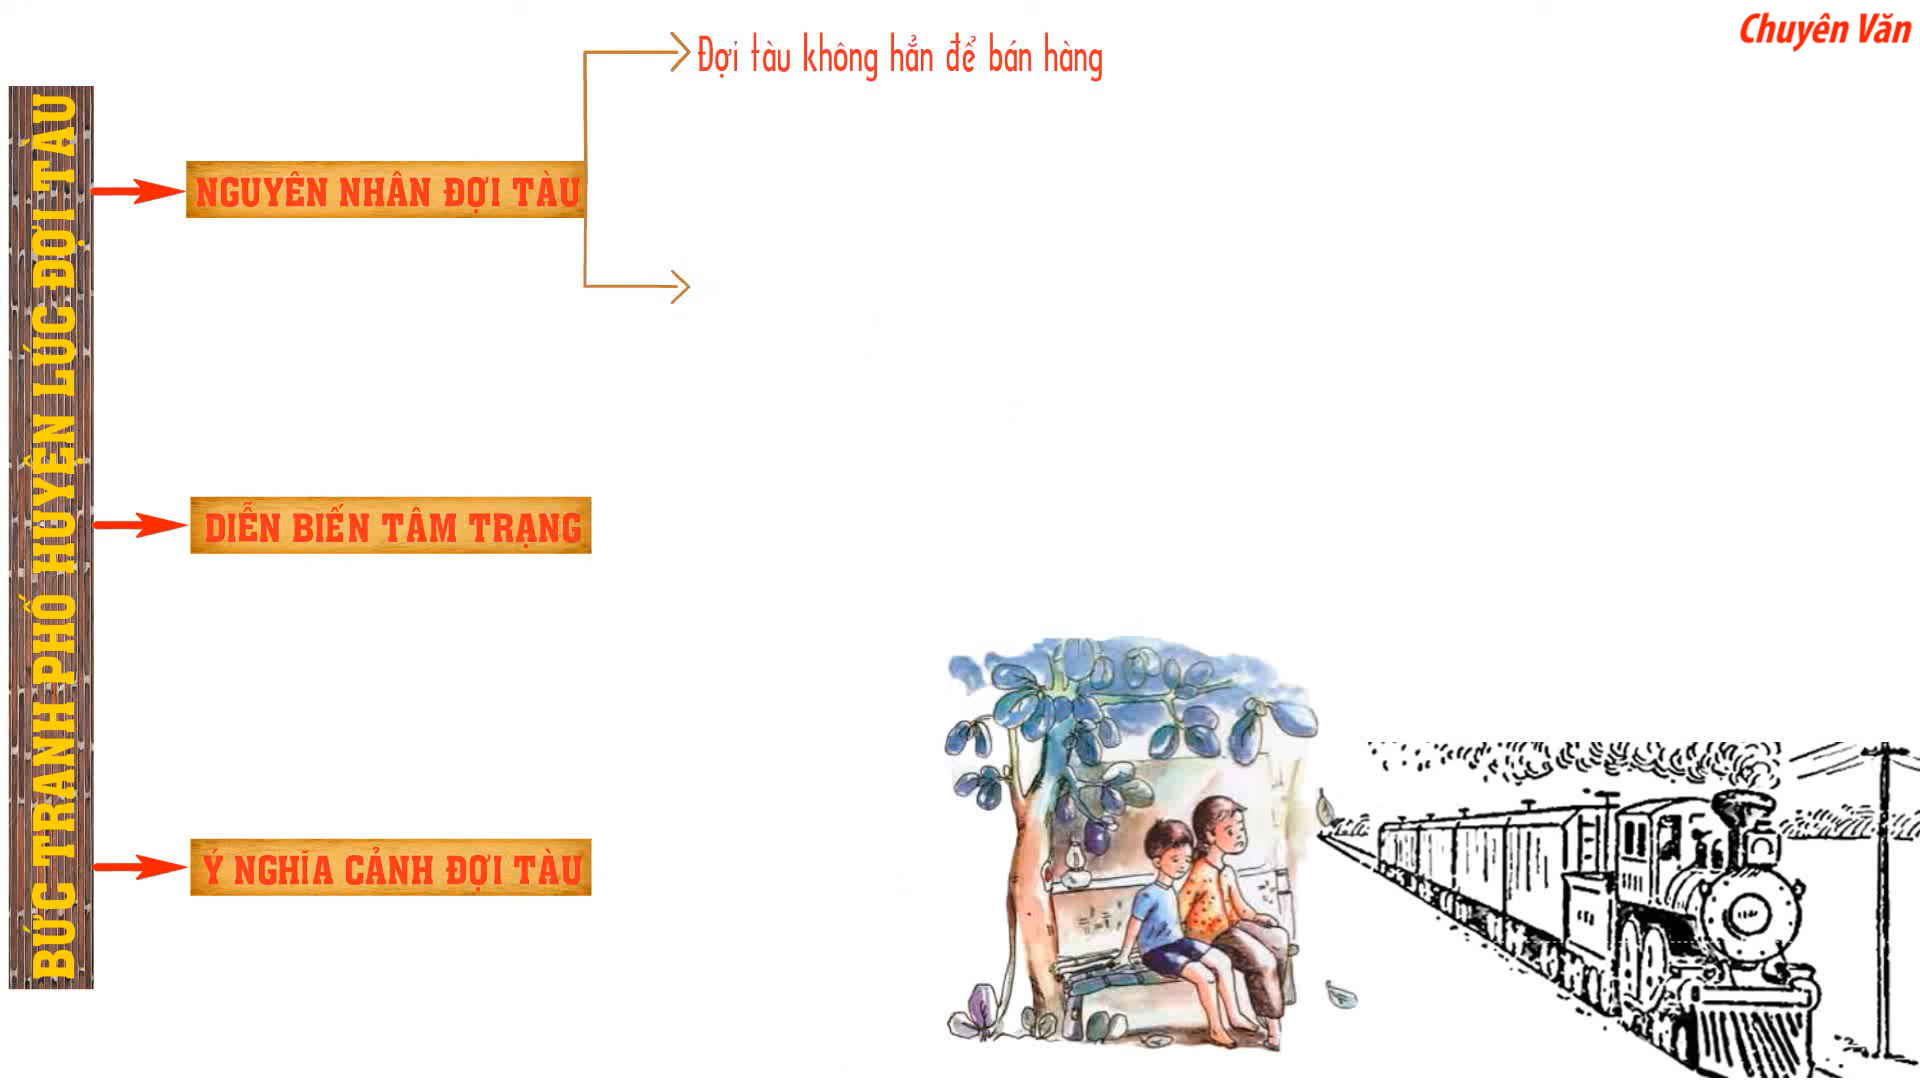 Chuyên Văn
Đợi tàu không hẳn để bán hàng
BỨC TRANH PHỐ HUYỆN LÚC ĐỢI TÀU
NGUYÊN NHÂN ĐỢI TÀU
DIỄN BIẾN TÂM TRẠNG
Ý NGHĨA CẢNH ĐỢI TÀU